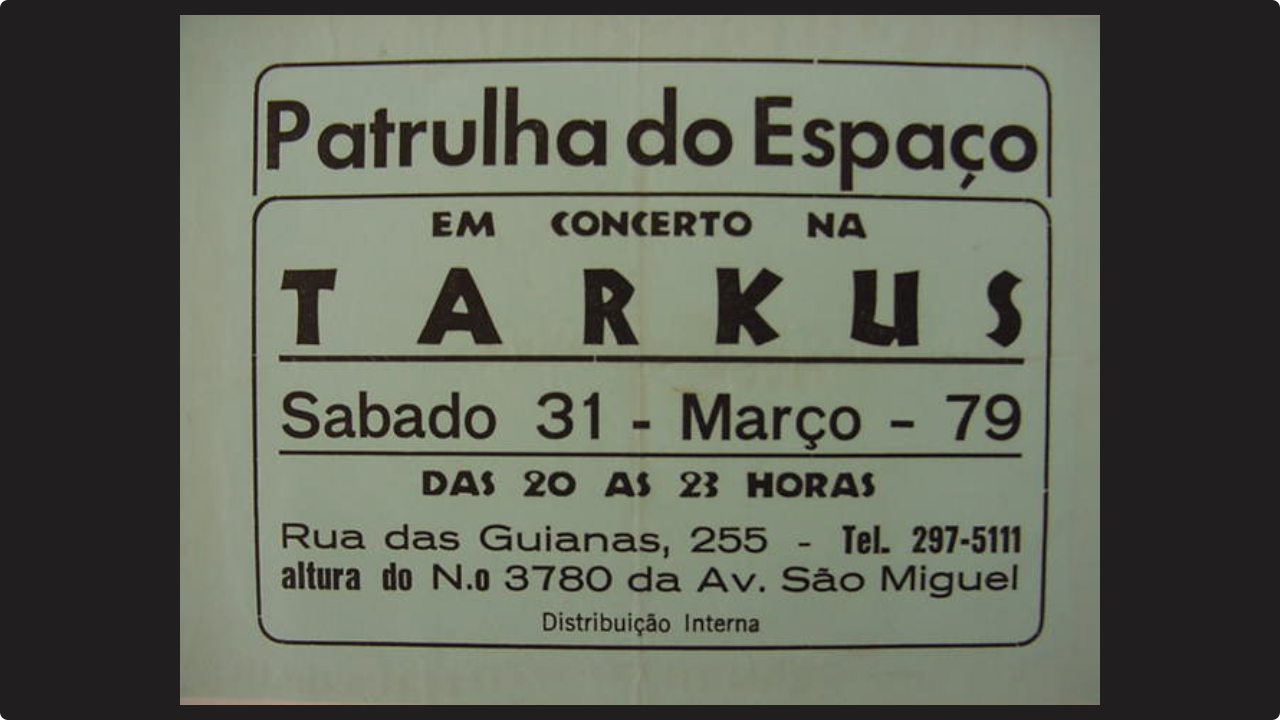 Patrulha do Espaço
EM CONCERTO NA
TARKUS
Sabado 31 - Março - 79
DAS 20 AS 23 HORAS
Rua das Guianas, 255 - Tel. 297-5111
altura do N.o 3780 da Av. São Miguel
Distribuição Interna